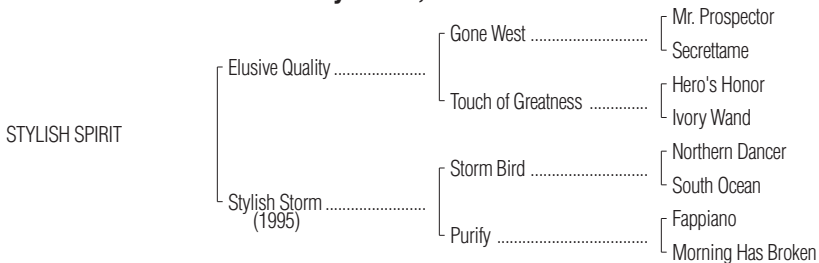 Gone West ..................
Mr. Prospector
Secrettame
Elusive Quality ......................
Touch of Greatness ..............
Hero's Honor
Ivory Wand
STYLISH SPIRIT
Storm Bird ............................
Northern Dancer
South Ocean
Stylish Storm ........................
(1995)
Purify ....................................
Fappiano
Morning Has Broken